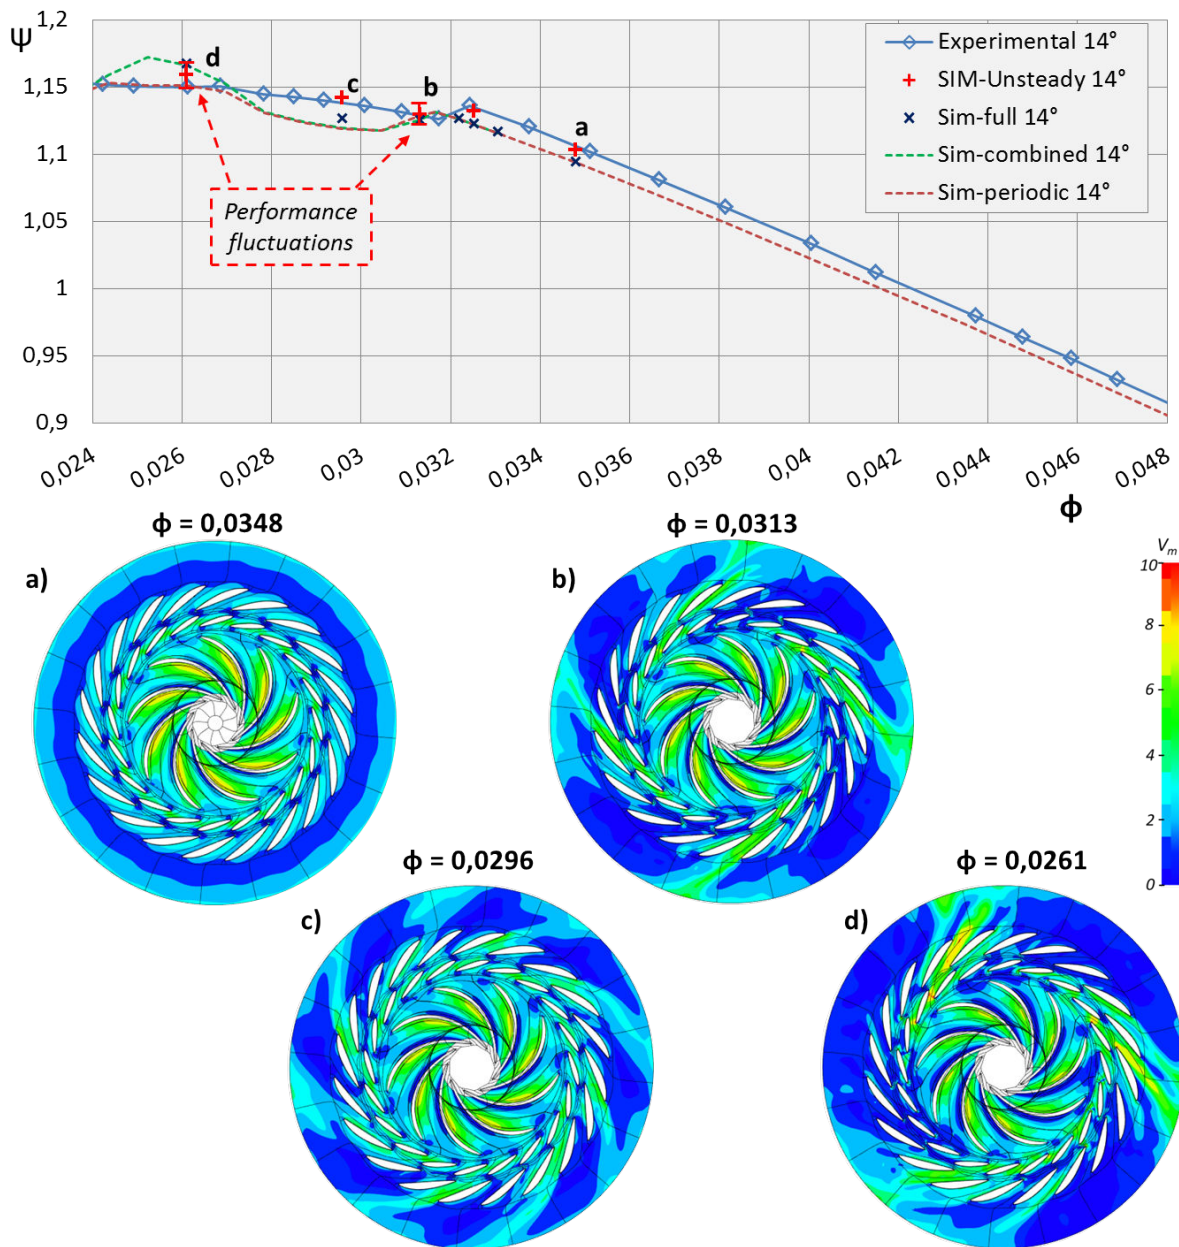 Ψ
1,2
1,15
1,1
1,05
1
0,95
0,9
d
c
b
a
Experimental 14°
SIM-Unsteady 14°
Sim-full 14°
Sim-combined 14°
Sim-periodic 14°
Performance
fluctuations
0,024 0,026 0,028 0,03 0,032 0,034 0,036 0,038 0,04 0,042 0,044 0,046 0,048
ϕ
ϕ = 0,0348
ϕ = 0,0313
a)
b)
Vm
10
8
6
4
2
0
ϕ = 0,0296
ϕ = 0,0261
c)
d)